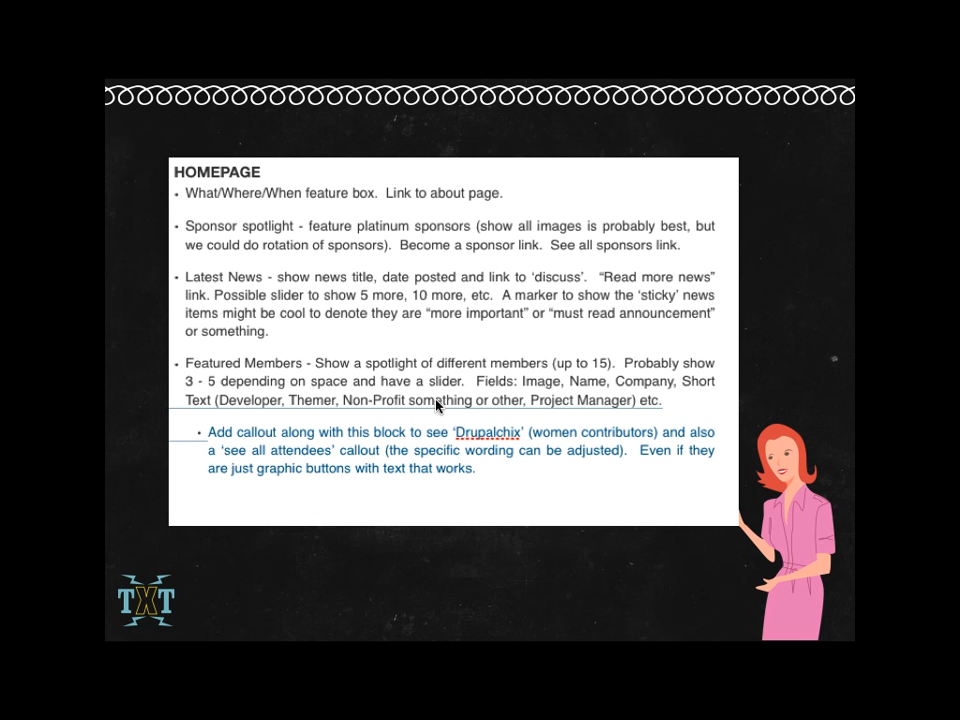 HOMEPAGE
• What/Where/When feature box.  Link to about page.
• Sponsor spotlight - feature platinum sponsors (show all images is probably best, but
we could do rotation of sponsors).  Become a sponsor link.  See all sponsors link.
• Latest News - show news title, date posted and link to ‘discuss’.  “Read more news”
link. Possible slider to show 5 more, 10 more, etc.  A marker to show the ‘sticky’ news
items might be cool to denote they are “more important” or “must read announcement”
or something.
• Featured Members - Show a spotlight of different members (up to 15).  Probably show
3 - 5 depending on space and have a slider.  Fields: Image, Name, Company, Short
Text (Developer, Themer, Non-Profit something or other, Project Manager) etc.
• Add callout along with this block to see ‘Drupalchix’ (women contributors) and also
a ‘see all attendees’ callout (the specific wording can be adjusted).  Even if they
are just graphic buttons with text that works.
TXT